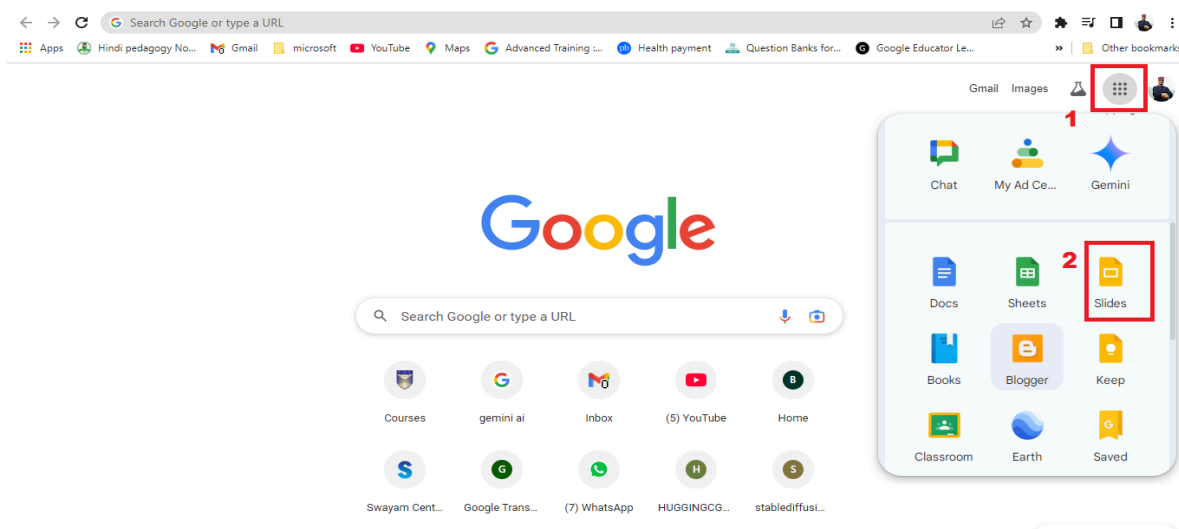 Search Google or type a URL
Apps Hindi pedagogy No... Gmail microsoft YouTube Maps Advanced Training :... Health payment Question Banks for... Google Educator Le... » Other bookmarks
Gmail Images
1
Chat My Ad Ce... Gemini
Google
2
Docs Sheets Slides
Search Google or type a URL
Books Blogger Keep
Courses gemini ai Inbox (5) YouTube Home
Classroom Earth Saved
Swayam Cent... Google Trans... (7) WhatsApp HUGGINGCG... stablediffusi...